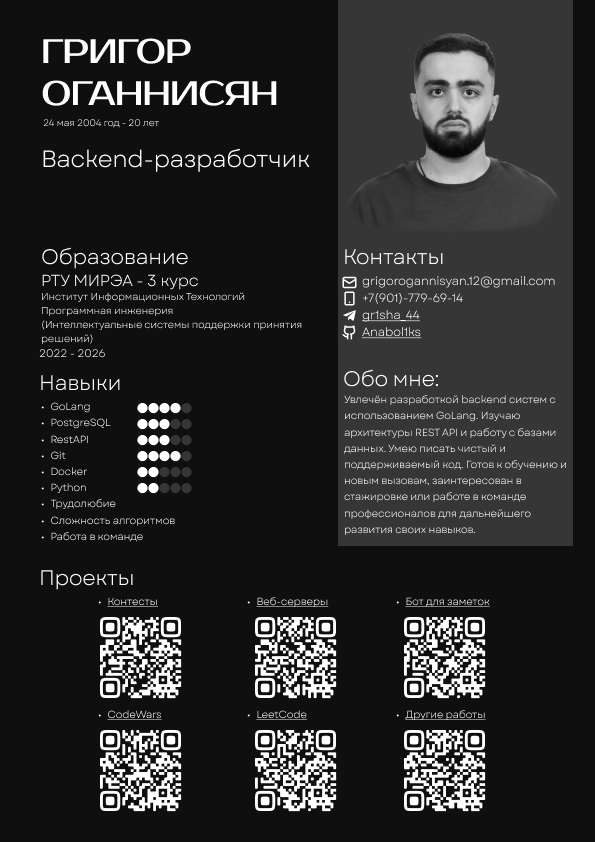 ГРИГОР
ОГАННИСЯН
24 мая 2004 год - 20 лет
Backend-разработчик
Образование
РТУ МИРЭА - 3 курс
Институт Информационных Технологий
Программная инженерия
(Интеллектуальные системы поддержки принятия
решений)
2022 - 2026
Навыки
• GoLang
• PostgreSQL
• RestAPI
• Git
• Docker
• Python
• Трудолюбие
• Сложность алгоритмов
• Работа в команде
Контакты
grigorogannisyan.12@gmail.com
+7(901)-779-69-14
gr1sha_44
Anabol1ks
Обо мне:
Увлечён разработкой backend систем с
использованием GoLang. Изучаю
архитектуры REST API и работу с базами
данных. Умею писать чистый и
поддерживаемый код. Готов к обучению и
новым вызовам, заинтересован в
стажировке или работе в команде
профессионалов для дальнейшего
развития своих навыков.
Проекты
• Контесты
• Веб-серверы
• Бот для заметок
• CodeWars
• LeetCode
• Другие работы